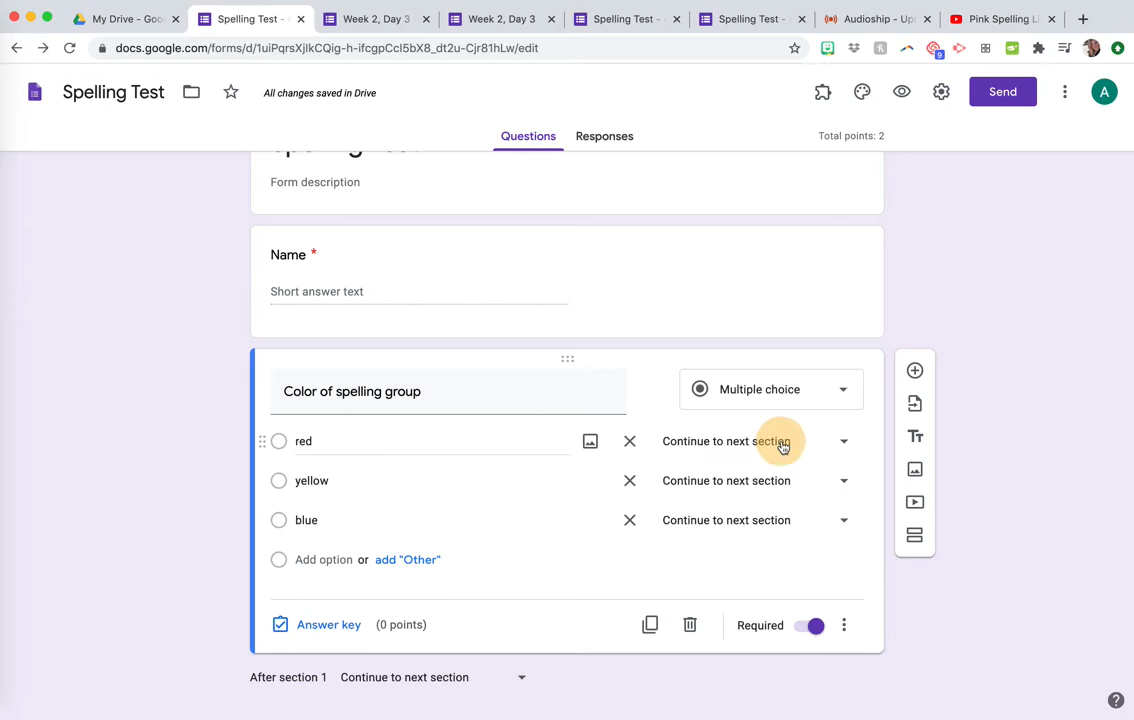 My Drive - Goo
Spelling Test -
Week 2, Day 3
Week 2, Day 3
Spelling Test -
Spelling Test -
Audioship - Up
Pink Spelling Li
docs.google.com/forms/d/1uiPqrsXjlkCQig-h-ifcgpCcI5bX8_dt2u-Cjr81hLw/edit
9
Spelling Test
All changes saved in Drive
Send
A
Questions
Responses
Total points: 2
Form description
Name *
Short answer text
Color of spelling group
Multiple choice
red
Continue to next section
yellow
Continue to next section
blue
Continue to next section
Add option or add "Other"
Answer key (0 points)
Required
After section 1 Continue to next section